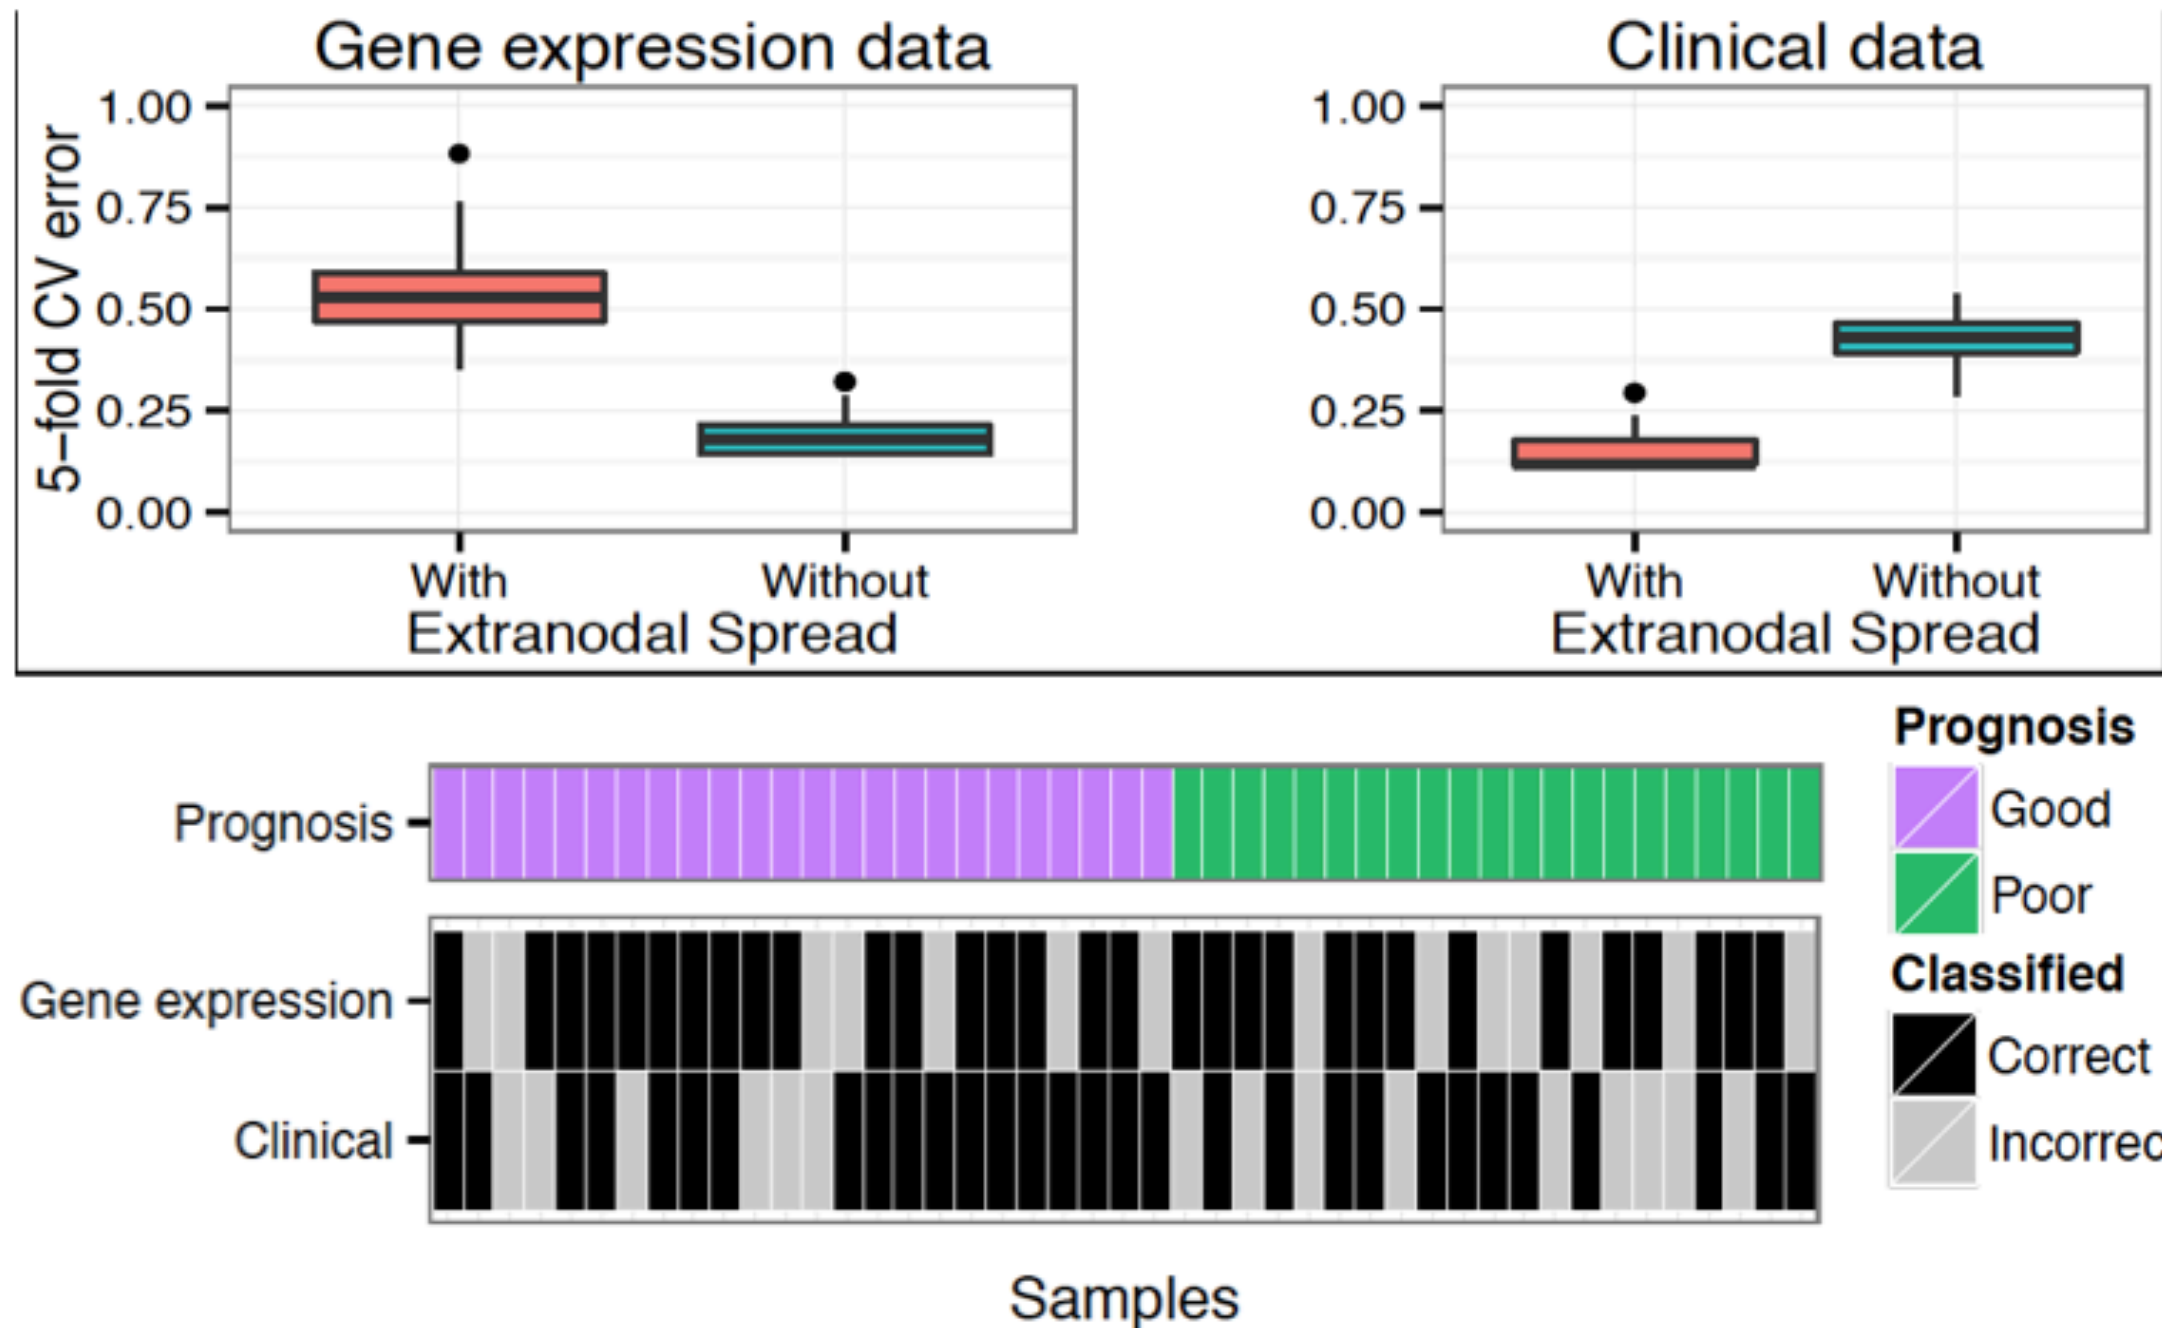 Gene expression data
5-fold CV error
1.00
0.75
0.50
0.25
0.00
With Without
Extranodal Spread
Clinical data
1.00
0.75
0.50
0.25
0.00
With Without
Extranodal Spread
Prognosis
Gene expression
Clinical
Samples
Prognosis
Good
Poor
Classified
Correct
Incorrec